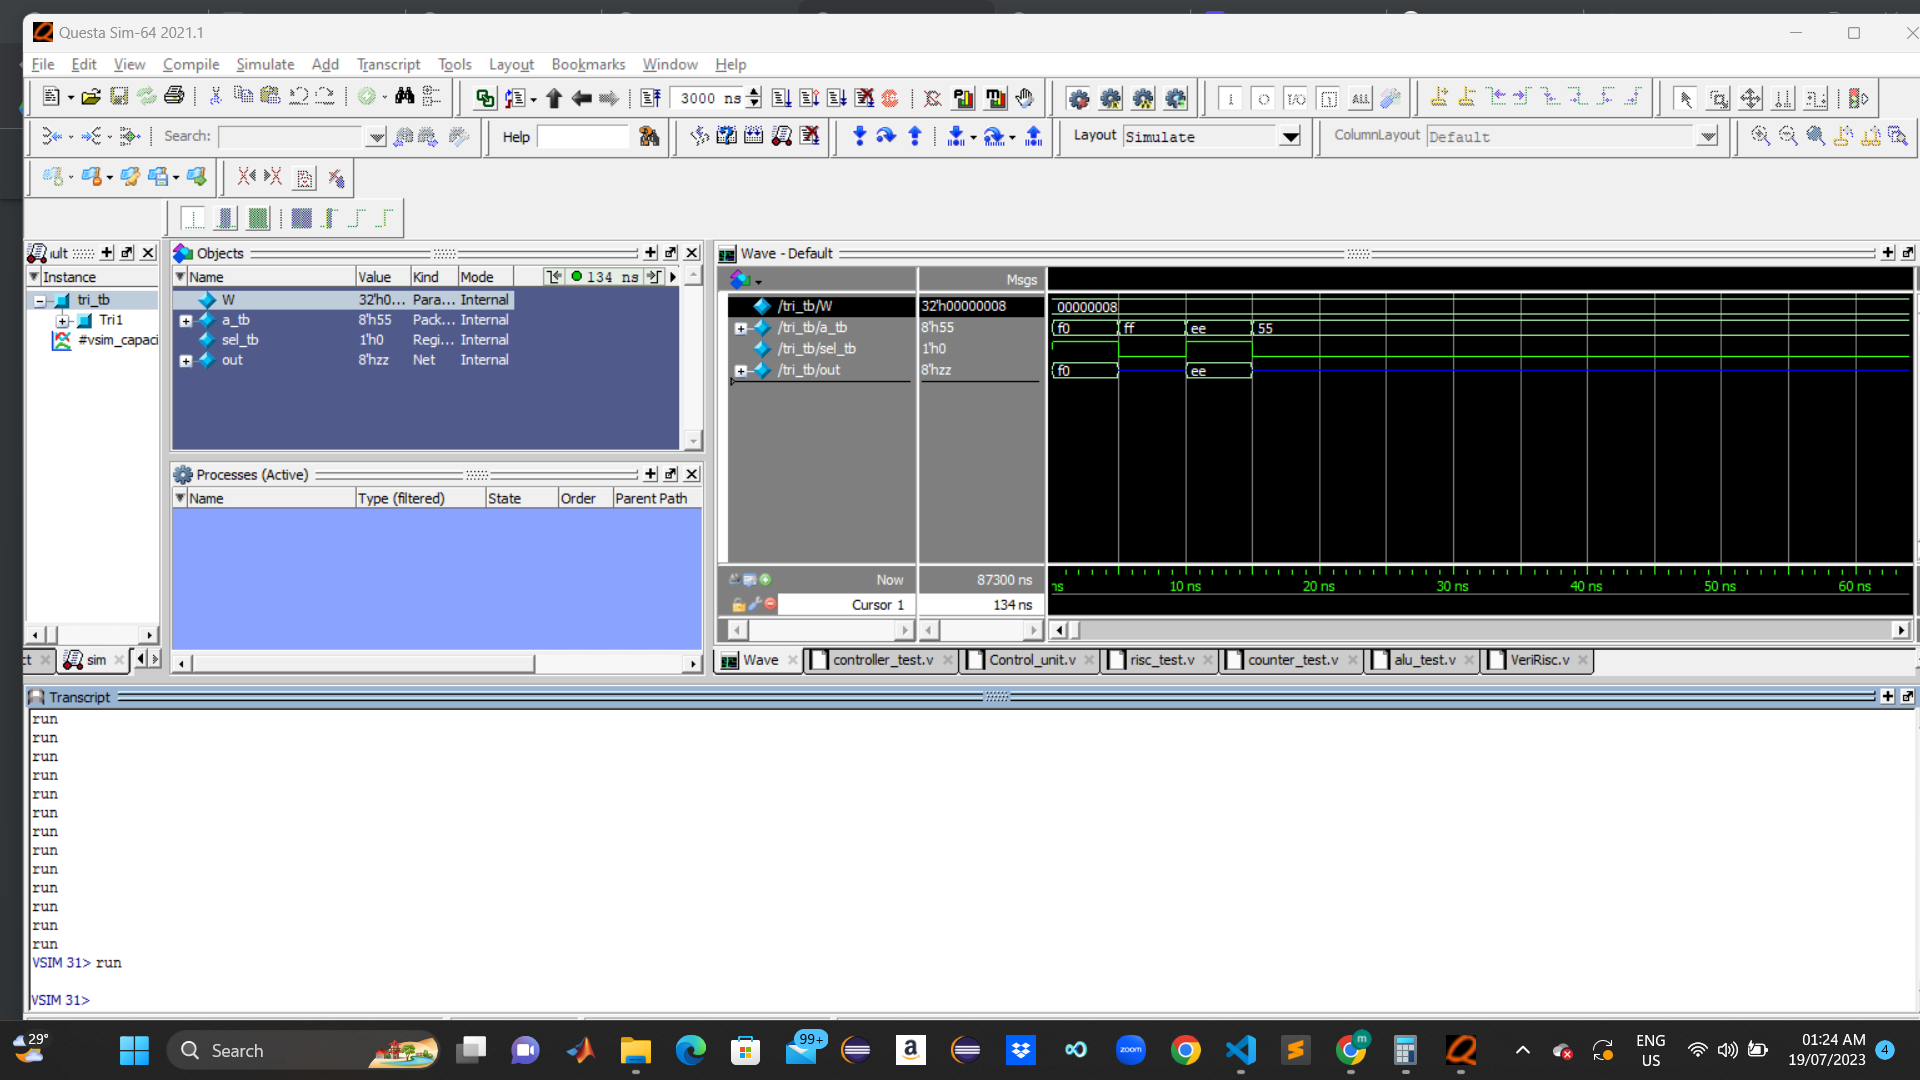 Questa Sim-64 2021.1
File Edit View Compile Simulate Add Transcript Tools Layout Bookmarks Window Help
3000 ns
Search:
Help
Layout Simulate
ColumnLayout Default
ult
Instance
tri_tb
Tri1
#vsim_capaci
Objects
Name Value Kind Mode 134 ns
W 32'h0... Para... Internal
a_tb 8'h55 Pack... Internal
sel_tb 1'h0 Regi... Internal
out 8'hzz Net Internal
Processes (Active)
Name Type (filtered) State Order Parent Path
ct sim
Wave - Default
Msgs
/tri_tb/W 32'h00000008 00000008
/tri_tb/a_tb 8'h55 f0 ff ee 55
/tri_tb/sel_tb 1'h0
/tri_tb/out 8'hzz f0 ee
Now 87300 ns
ns 10 ns 20 ns 30 ns 40 ns 50 ns 60 ns
Cursor 1 134 ns
Wave controller_test.v Control_unit.v risc_test.v counter_test.v alu_test.v VeriRisc.v
Transcript
run
run
run
run
run
run
run
run
run
run
run
run
run
VSIM 31> run
VSIM 31>
29°
Search
99+
a
zoom
m
ENG
US
01:24 AM
19/07/2023
4